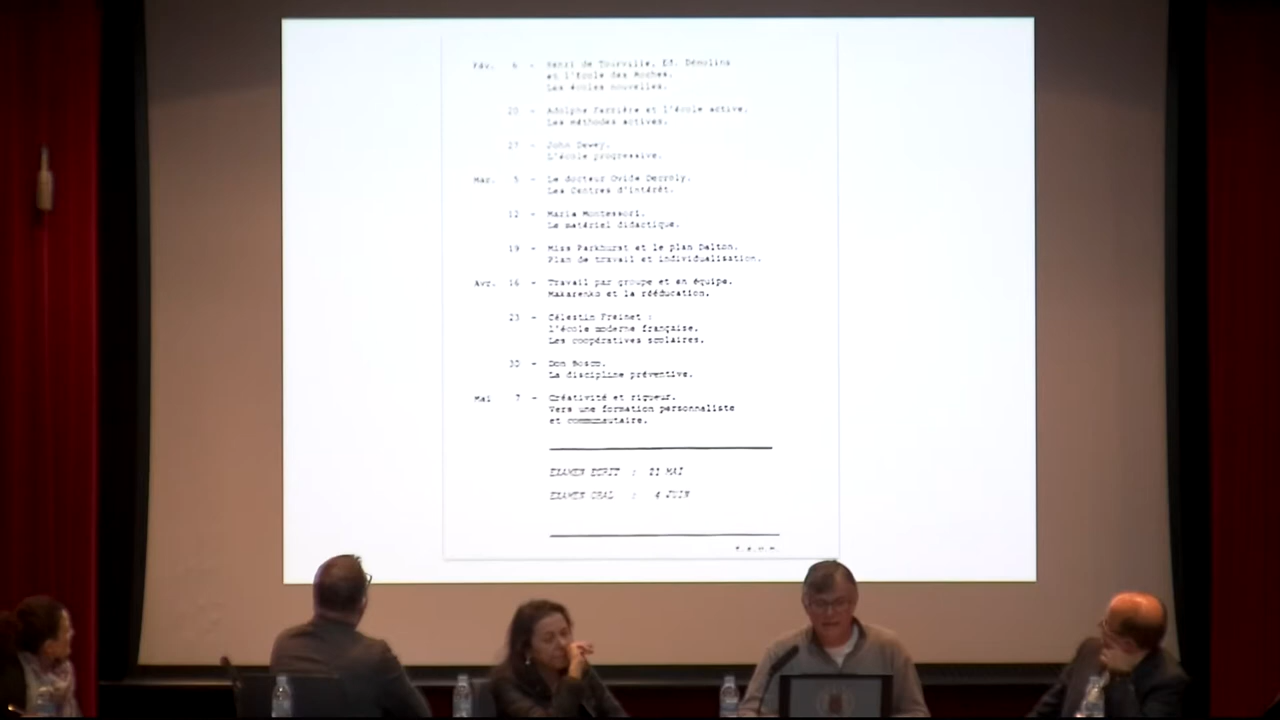 Fév. 6 - Henri de Tourville, Ed. Démolins
et l'Ecole des Roches.
Les écoles nouvelles.
20 - Adolphe Ferrière et l'école active.
Les méthodes actives.
27 - John Dewey.
L'école progressive.
Mar. 5 - Le docteur Ovide Decroly.
Les Centres d'intérêt.
12 - Maria Montessori.
Le matériel didactique.
19 - Miss Parkhurst et le plan Dalton.
Plan de travail et individualisation.
Avr. 16 - Travail par groupe et en équipe.
Makarenko et la rééducation.
23 - Célestin Freinet :
L'école moderne française.
Les coopératives scolaires.
30 - Don Bosco.
La discipline préventive.
Mai 7 - Créativité et rigueur.
Vers une formation personnaliste
et communautaire.
EXAMEN ECRIT : 21 MAI
EXAMEN ORAL : 4 JUIN